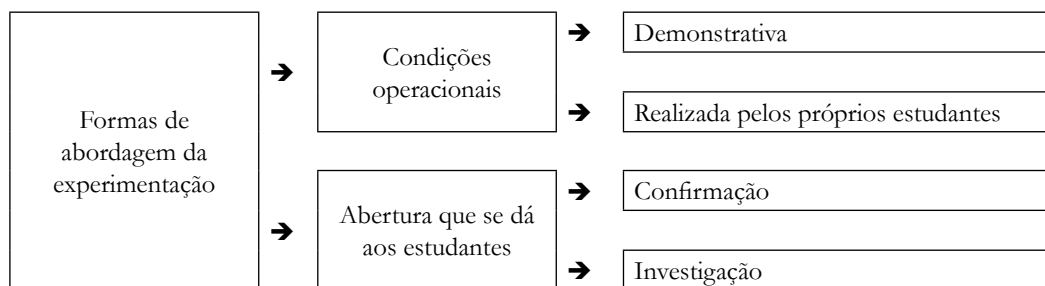 Formas de
abordagem da
experimentação
Condições
operacionais
Demonstrativa
Realizada pelos próprios estudantes
Abertura que se dá
aos estudantes
Confirmação
Investigação